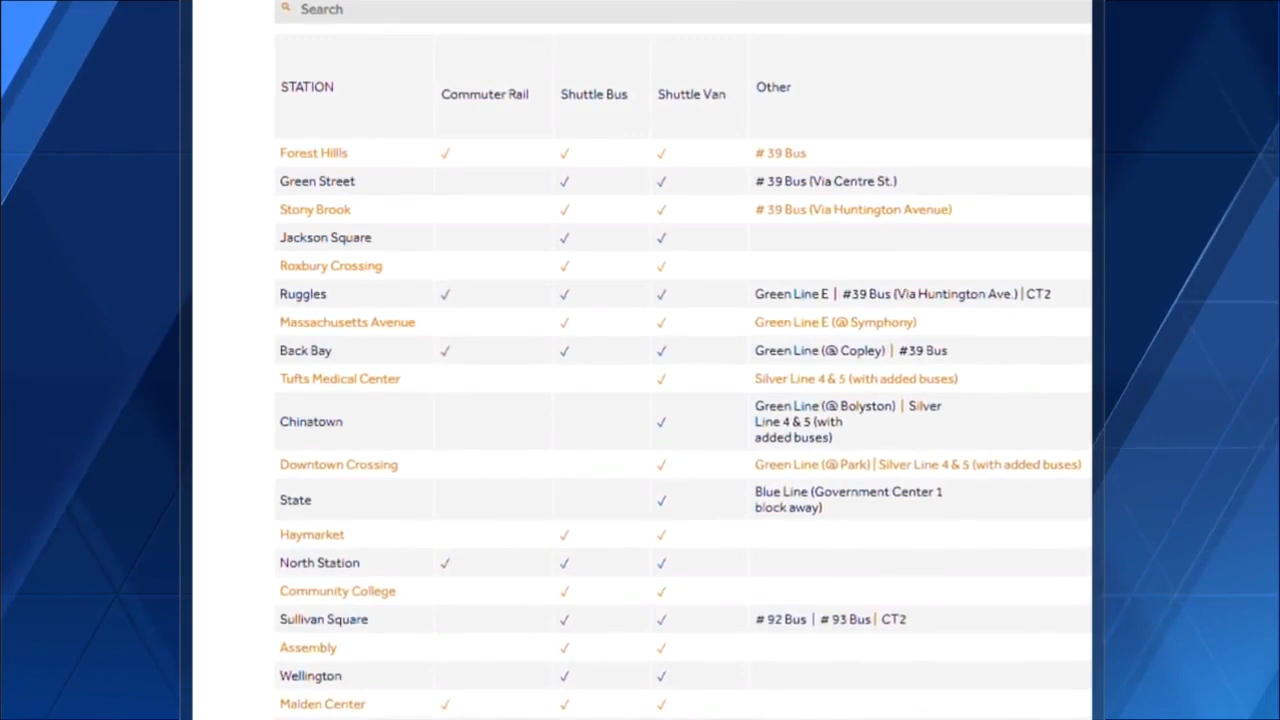 Search
STATION Commuter Rail Shuttle Bus Shuttle Van Other
Forest Hillls ✓ ✓ ✓ # 39 Bus
Green Street ✓ ✓ # 39 Bus (Via Centre St.)
Stony Brook ✓ ✓ # 39 Bus (Via Huntington Avenue)
Jackson Square ✓ ✓
Roxbury Crossing ✓ ✓
Ruggles ✓ ✓ ✓ Green Line E | #39 Bus (Via Huntington Ave.) | CT2
Massachusetts Avenue ✓ ✓ Green Line E (@ Symphony)
Back Bay ✓ ✓ ✓ Green Line (@ Copley) | #39 Bus
Tufts Medical Center ✓ Silver Line 4 & 5 (with added buses)
Chinatown ✓ Green Line (@ Bolyston) | Silver
Line 4 & 5 (with
added buses)
Downtown Crossing ✓ Green Line (@ Park) | Silver Line 4 & 5 (with added buses)
State ✓ Blue Line (Government Center 1
block away)
Haymarket ✓ ✓
North Station ✓ ✓ ✓
Community College ✓ ✓
Sullivan Square ✓ ✓ # 92 Bus | # 93 Bus | CT2
Assembly ✓ ✓
Wellington ✓ ✓
Malden Center ✓ ✓ ✓